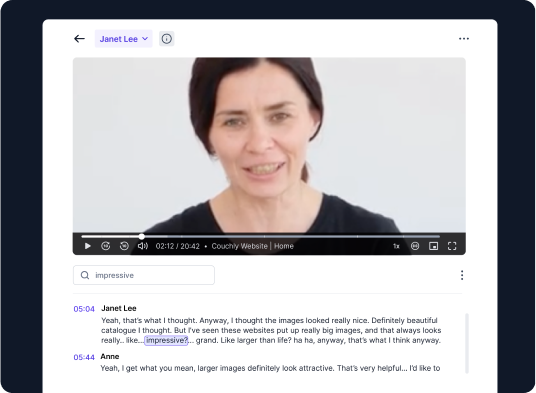 Janet Lee
02:12 / 20:42 • Couchly Website | Home
1x
impressive
05:04 Janet Lee
Yeah, that's what I thought. Anyway, I thought the images looked really nice. Definitely beautiful
catalogue I thought. But I've seen these websites put up really big images, and that always looks
really.. like... impressive?... grand. Like larger than life? ha ha, anyway, that's what I think anyway.
05:44 Anne
Yeah, I get what you mean, larger images definitely look attractive. That's very helpful... I'd like to